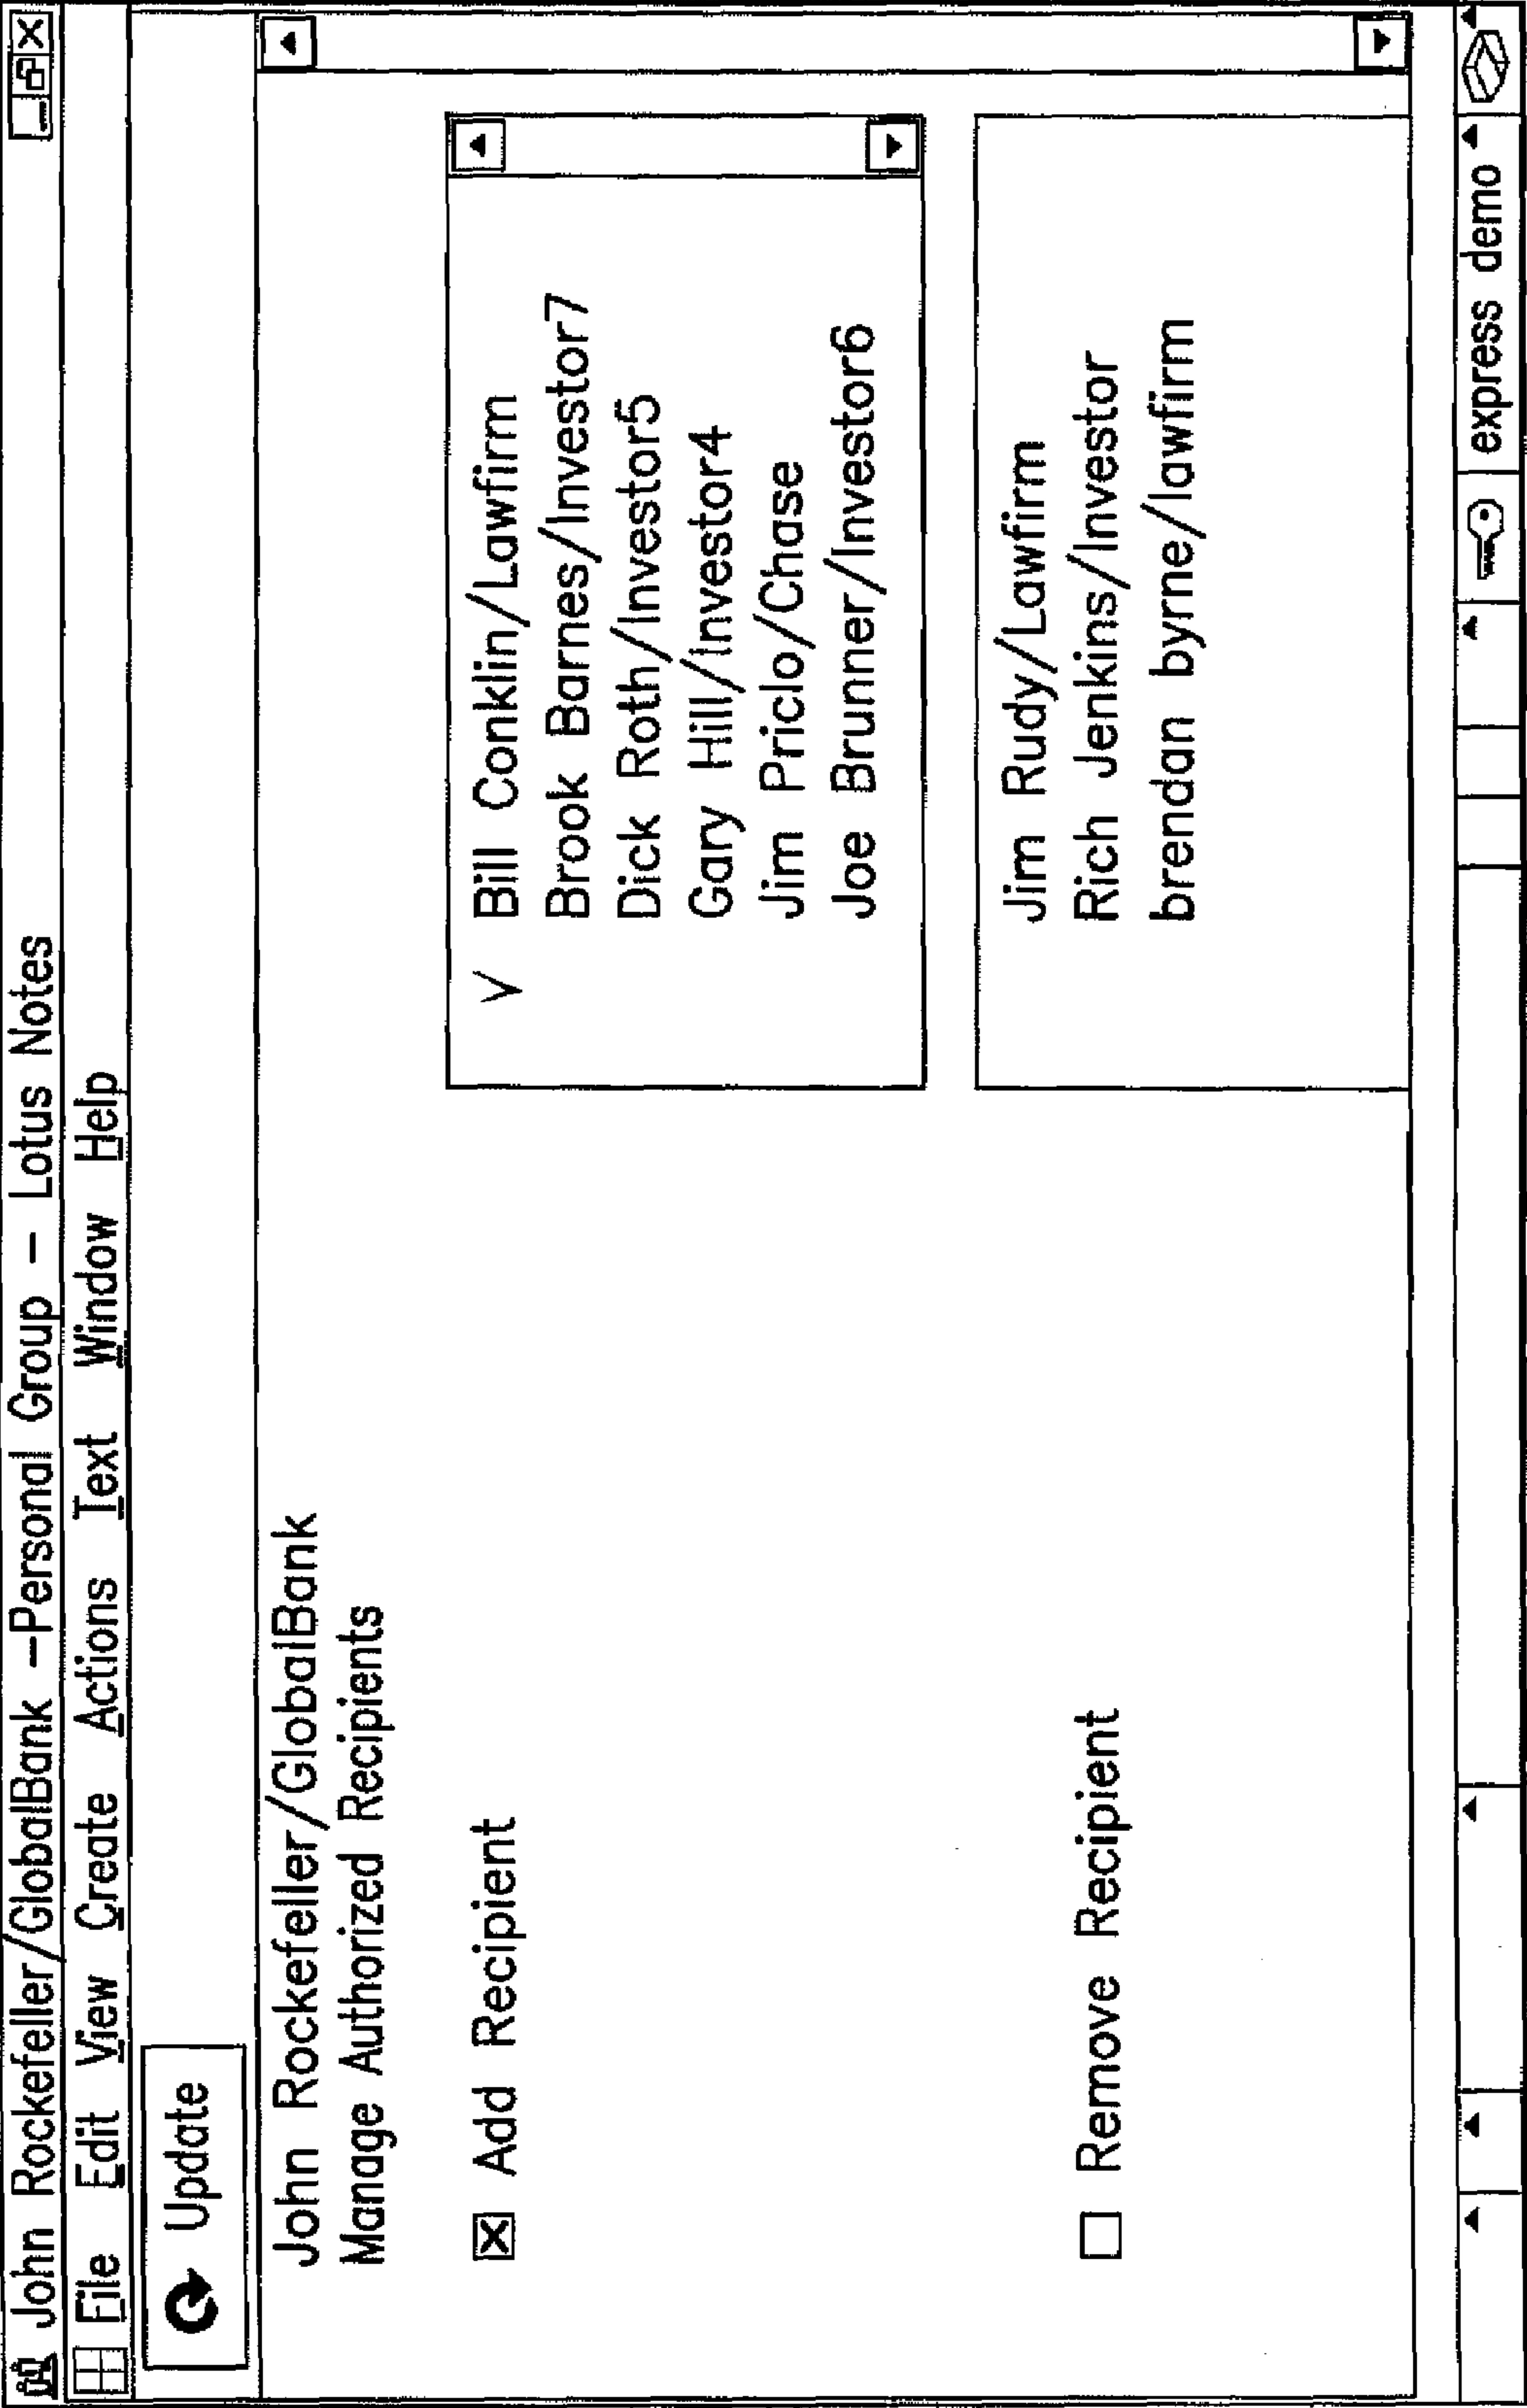 John Rockefeller/GlobalBank –Personal Group – Lotus Notes
File Edit View Create Actions Text Window Help
Update
John Rockefeller/GlobalBank
Manage Authorized Recipients
Add Recipient
Bill Conklin/Lawfirm
Brook Barnes/Investor7
Dick Roth/Investor5
Gary Hill/Investor4
Jim Priclo/Chase
Joe Brunner/Investor6
Remove Recipient
Jim Rudy/Lawfirm
Rich Jenkins/Investor
brendan byrne/lawfirm
express demo